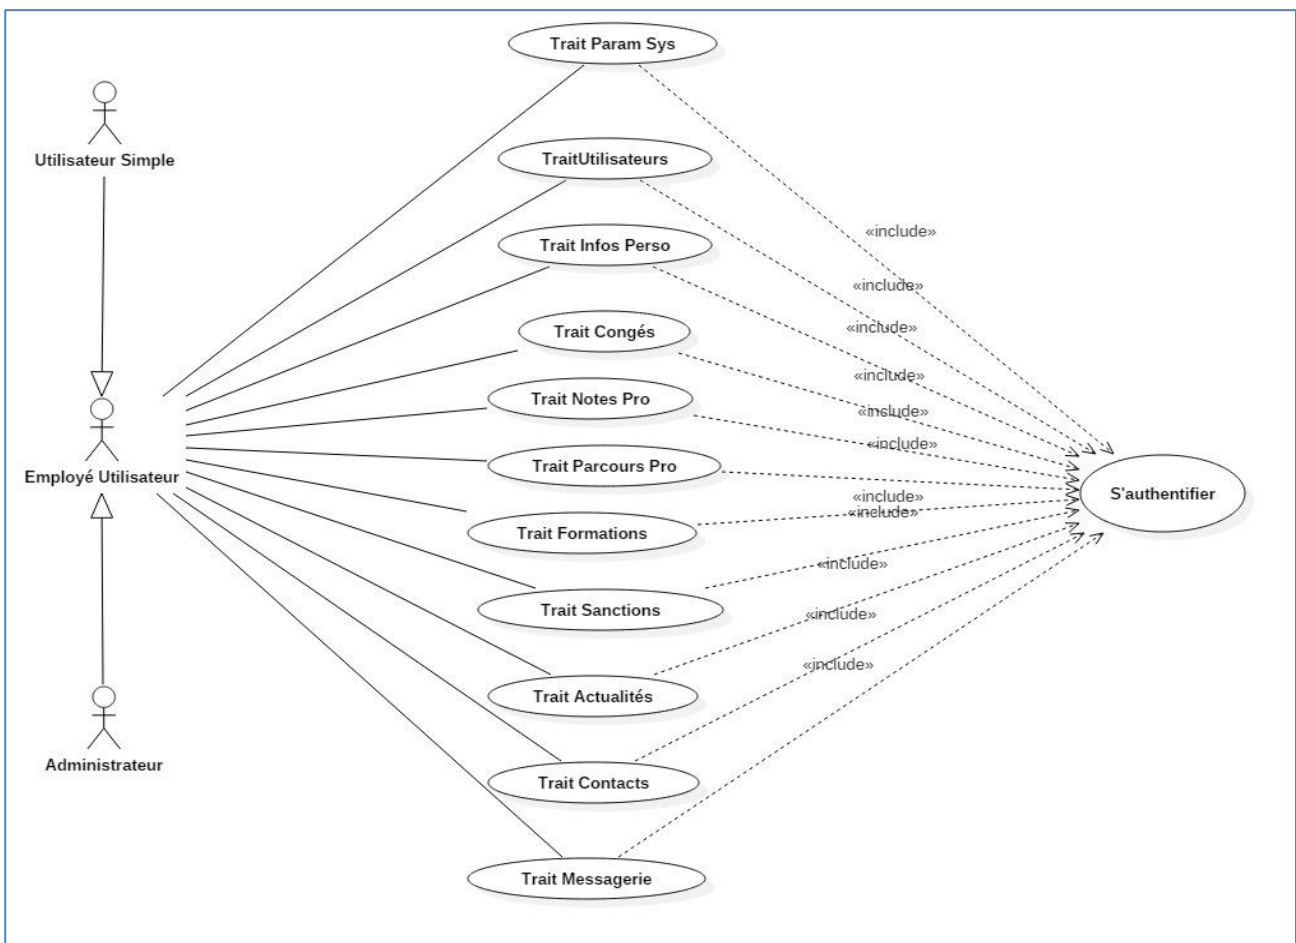 Trait Param Sys
Utilisateur Simple
TraitUtilisateurs
«include»
Trait Infos Perso
«include»
«include»
Trait Congés
«include»
Trait Notes Pro
«include»
«include»
Employé Utilisateur
Trait Parcours Pro
S'authentifier
«include»
«include»
Trait Formations
«include»
Trait Sanctions
«include»
«include»
Trait Actualités
Administrateur
Trait Contacts
Trait Messagerie